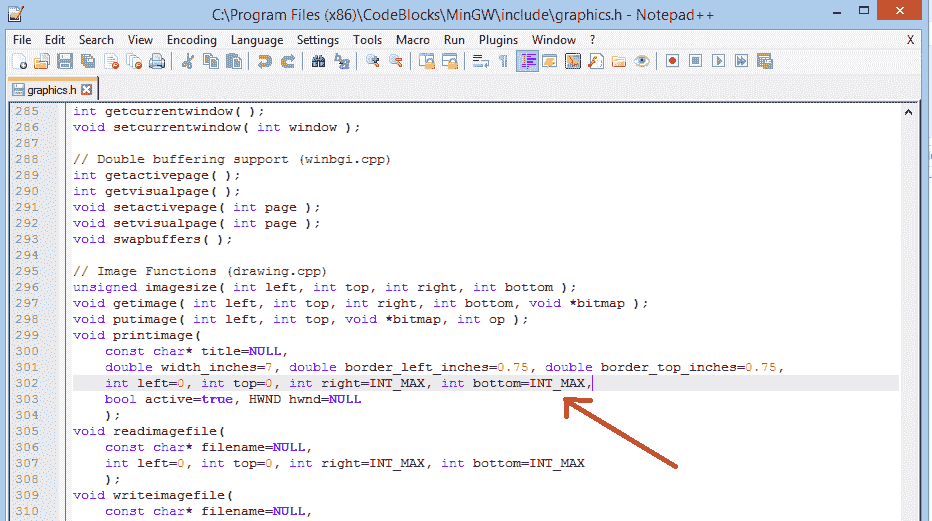 C:\Program Files (x86)\CodeBlocks\MinGW\include\graphics.h - Notepad++
File Edit Search View Encoding Language Settings Tools Macro Run Plugins Window ? X
graphics.h
285 int getcurrentwindow( );
286 void setcurrentwindow( int window );
287
288 // Double buffering support (winbgi.cpp)
289 int getactivepage( );
290 int getvisualpage( );
291 void setactivepage( int page );
292 void setvisualpage( int page );
293 void swapbuffers( );
294
295 // Image Functions (drawing.cpp)
296 unsigned imagesize( int left, int top, int right, int bottom );
297 void getimage( int left, int top, int right, int bottom, void *bitmap );
298 void putimage( int left, int top, void *bitmap, int op );
299 void printimage(
300 const char* title=NULL,
301 double width_inches=7, double border_left_inches=0.75, double border_top_inches=0.75,
302 int left=0, int top=0, int right=INT_MAX, int bottom=INT_MAX,
303 bool active=true, HWND hwnd=NULL
304 );
305 void readimagefile(
306 const char* filename=NULL,
307 int left=0, int top=0, int right=INT_MAX, int bottom=INT_MAX
308 );
309 void writeimagefile(
310 const char* filename=NULL,